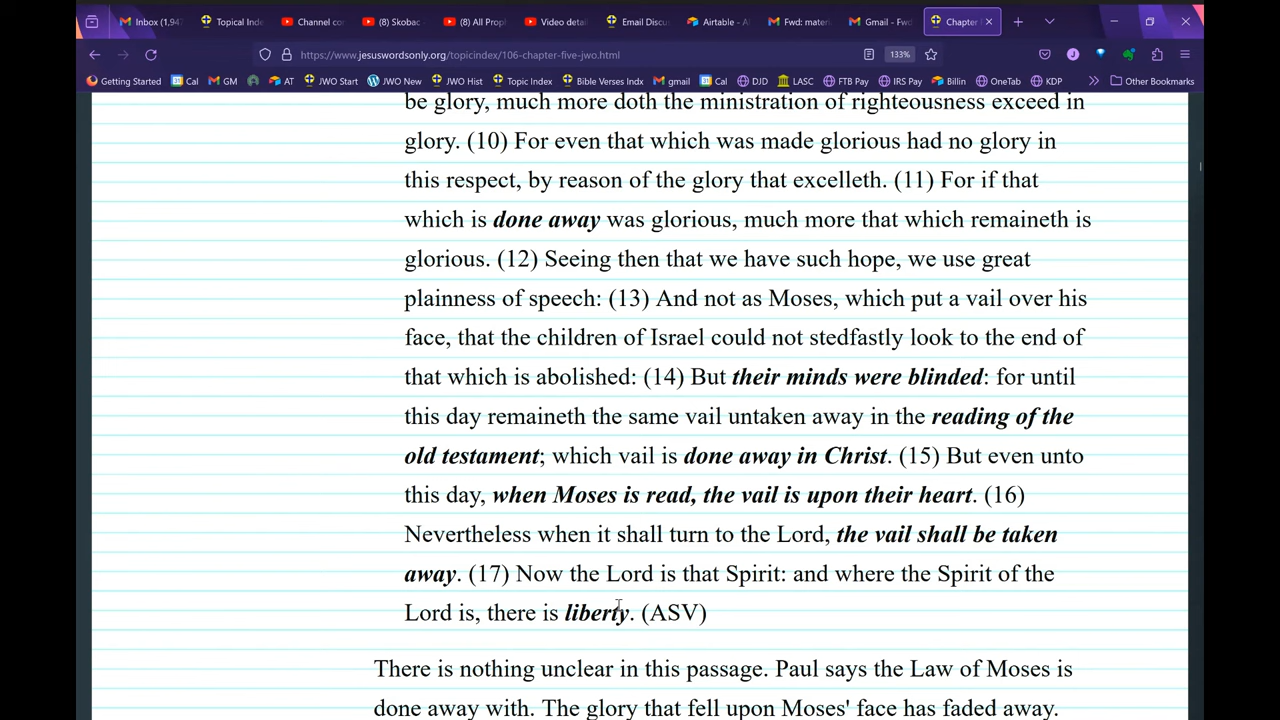 Inbox (1,947
Topical Inde
Channel con
(8) Skobac -
(8) All Prop
Video detai
Email Discu
Airtable - A
Fwd: mater
Gmail - Fwd
Chapter
https://www.jesuswordsonly.org/topicindex/106-chapter-five-jwo.html
133%
Getting Started
Cal
GM
AT
JWO Start
JWO New
JWO Hist
Topic Index
Bible Verses Indx
gmail
Cal
DJD
LASC
FTB Pay
IRS Pay
Billin
OneTab
KDP
Other Bookmarks
be glory, much more doth the ministration of righteousness exceed in
glory. (10) For even that which was made glorious had no glory in
this respect, by reason of the glory that excelleth. (11) For if that
which is done away was glorious, much more that which remaineth is
glorious. (12) Seeing then that we have such hope, we use great
plainness of speech: (13) And not as Moses, which put a vail over his
face, that the children of Israel could not stedfastly look to the end of
that which is abolished: (14) But their minds were blinded: for until
this day remaineth the same vail untaken away in the reading of the
old testament; which vail is done away in Christ. (15) But even unto
this day, when Moses is read, the vail is upon their heart. (16)
Nevertheless when it shall turn to the Lord, the vail shall be taken
away. (17) Now the Lord is that Spirit: and where the Spirit of the
Lord is, there is liberty. (ASV)
There is nothing unclear in this passage. Paul says the Law of Moses is
done away with. The glory that fell upon Moses' face has faded away.